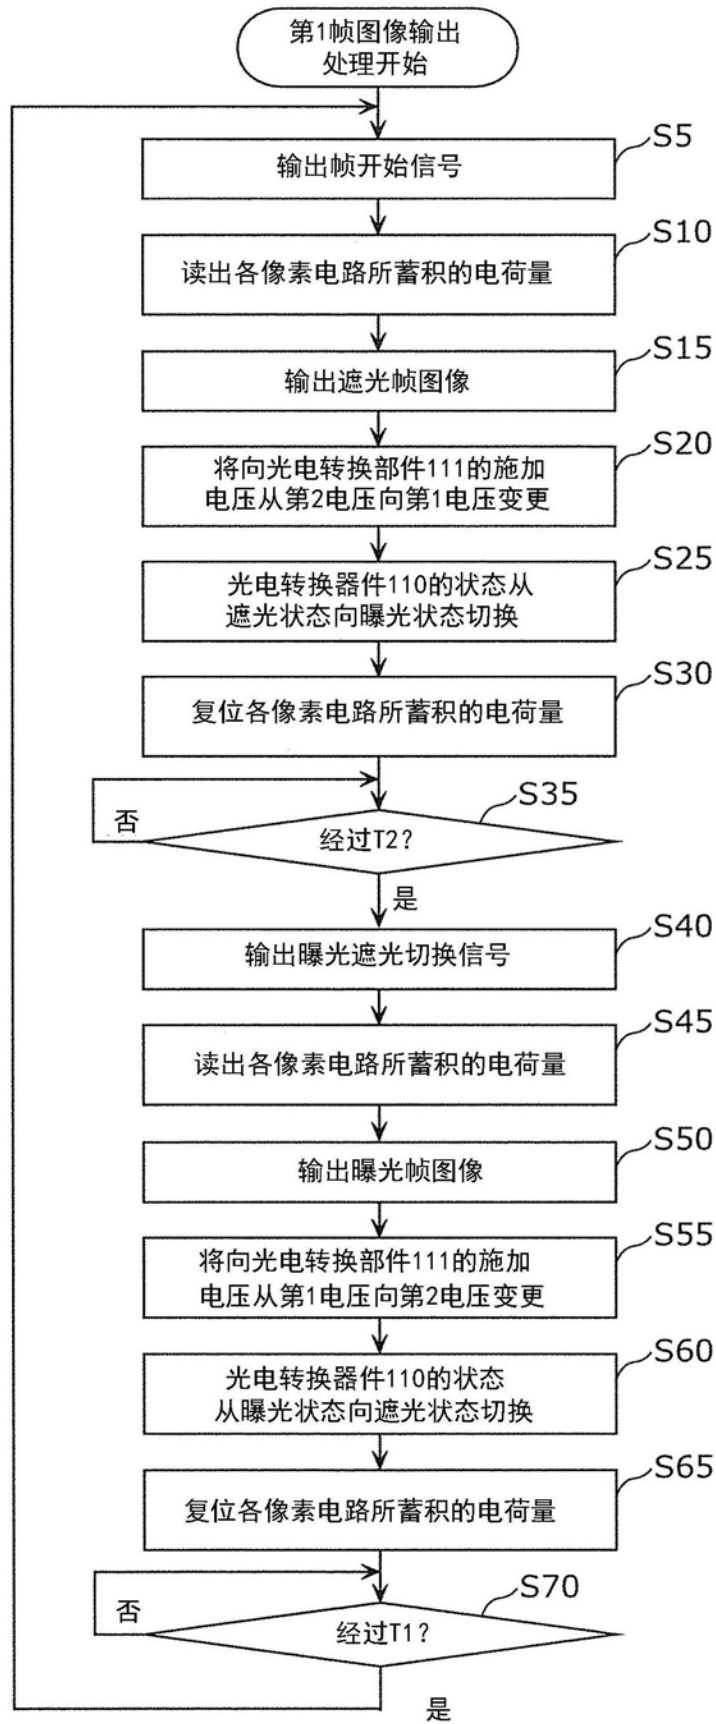 第1帧图像输出
处理开始
S5
输出帧开始信号
S10
读出各像素电路所蓄积的电荷量
S15
输出遮光帧图像
S20
将向光电转换部件111的施加
电压从第2电压向第1电压变更
S25
光电转换器件110的状态从
遮光状态向曝光状态切换
S30
复位各像素电路所蓄积的电荷量
S35
否
经过T2?
是
S40
输出曝光遮光切换信号
S45
读出各像素电路所蓄积的电荷量
S50
输出曝光帧图像
S55
将向光电转换部件111的施加
电压从第1电压向第2电压变更
S60
光电转换器件110的状态
从曝光状态向遮光状态切换
S65
复位各像素电路所蓄积的电荷量
S70
否
经过T1?
是